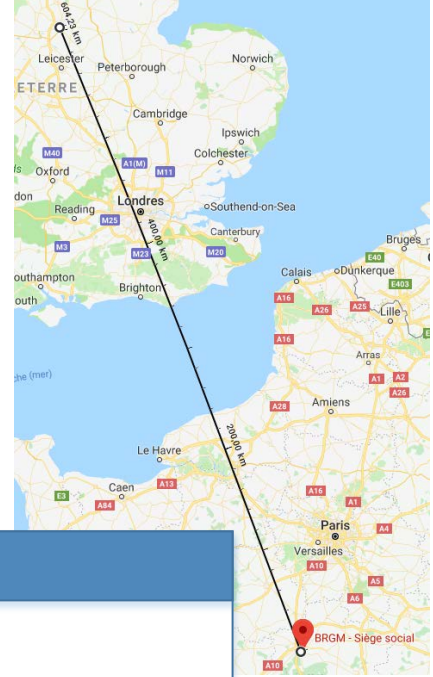 604,23 km
Leicester
Peterborough
Norwich
ETERRE
Cambridge
Ipswich
M40
A1(M)
M11
Colchester
Oxford
ls
don
Londres
Reading
M25
Southend-on-Sea
400,00 km
Canterbury
M3
M23
M20
outhampton
Brighton
outh
Bruges
E40
Calais
Dunkerque
E403
A16
A26
A25
Lille
A16
Arras
che (mer)
A1
A2
A26
A28
Amiens
200,00 km
Le Havre
A13
Caen
E3
A84
A16
A1
Paris
A4
Versailles
A10
A5
A6
BRGM - Siège social
A10